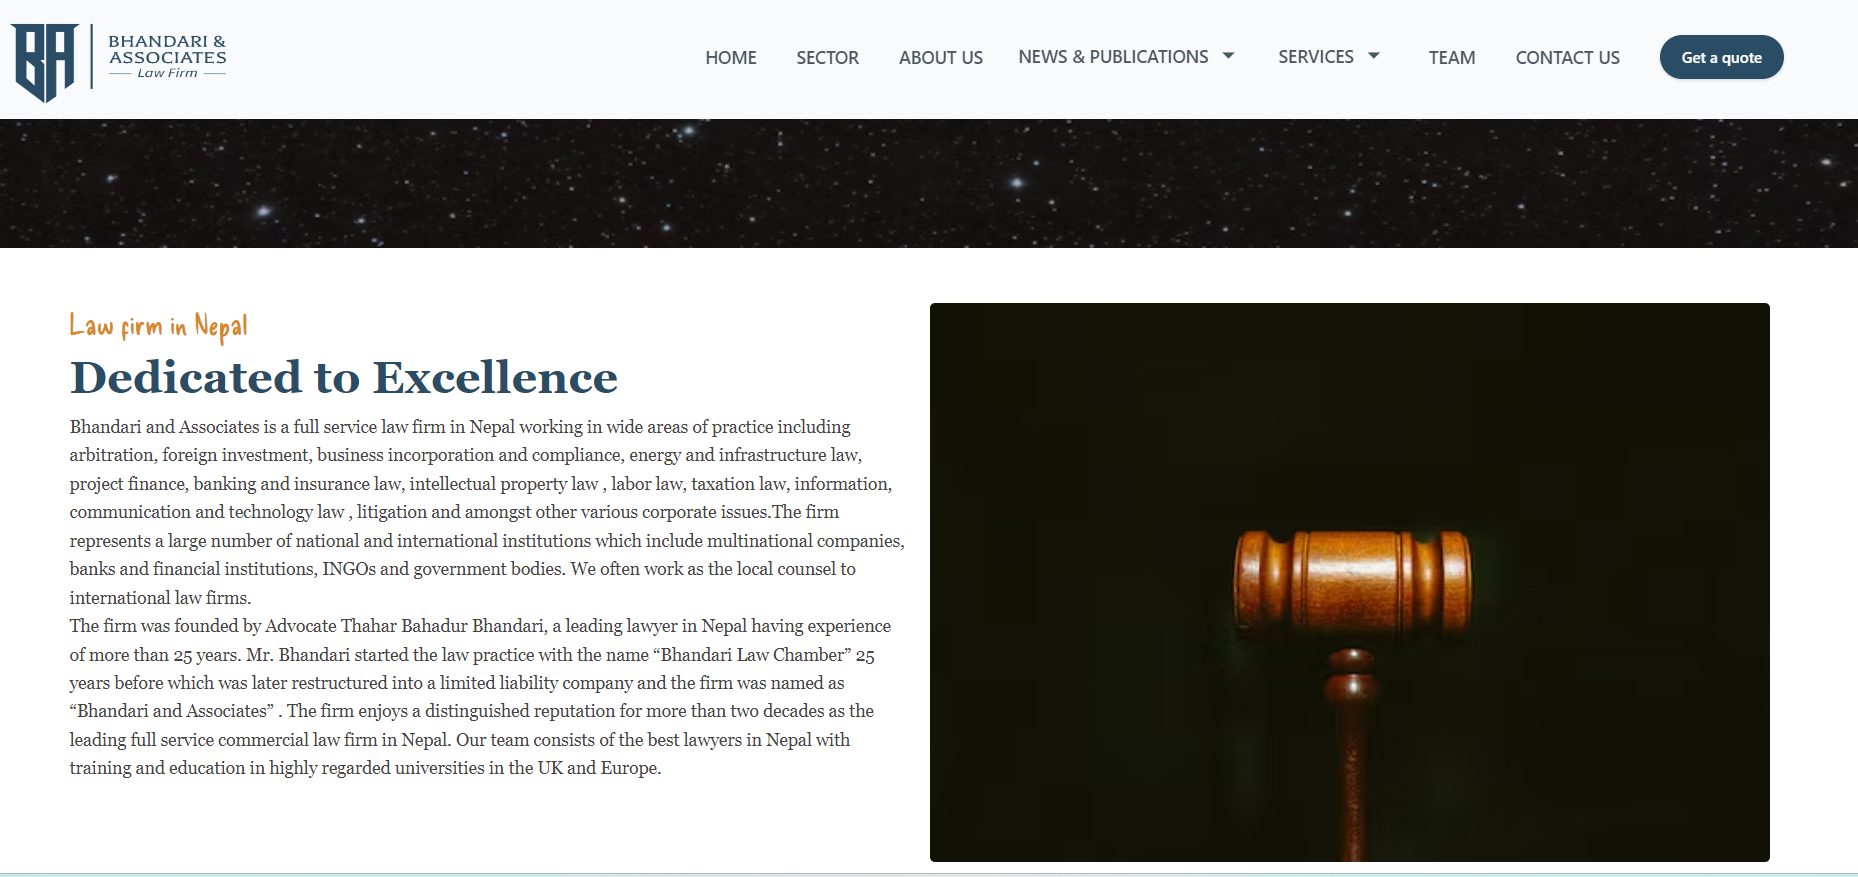 BHANDARI &
ASSOCIATES
Law Firm
HOME SECTOR ABOUT US NEWS & PUBLICATIONS SERVICES TEAM CONTACT US Get a quote
Law firm in Nepal
Dedicated to Excellence
Bhandari and Associates is a full service law firm in Nepal working in wide areas of practice including
arbitration, foreign investment, business incorporation and compliance, energy and infrastructure law,
project finance, banking and insurance law, intellectual property law , labor law, taxation law, information,
communication and technology law , litigation and amongst other various corporate issues.The firm
represents a large number of national and international institutions which include multinational companies,
banks and financial institutions, INGOs and government bodies. We often work as the local counsel to
international law firms.
The firm was founded by Advocate Thahar Bahadur Bhandari, a leading lawyer in Nepal having experience
of more than 25 years. Mr. Bhandari started the law practice with the name “Bhandari Law Chamber” 25
years before which was later restructured into a limited liability company and the firm was named as
“Bhandari and Associates” . The firm enjoys a distinguished reputation for more than two decades as the
leading full service commercial law firm in Nepal. Our team consists of the best lawyers in Nepal with
training and education in highly regarded universities in the UK and Europe.